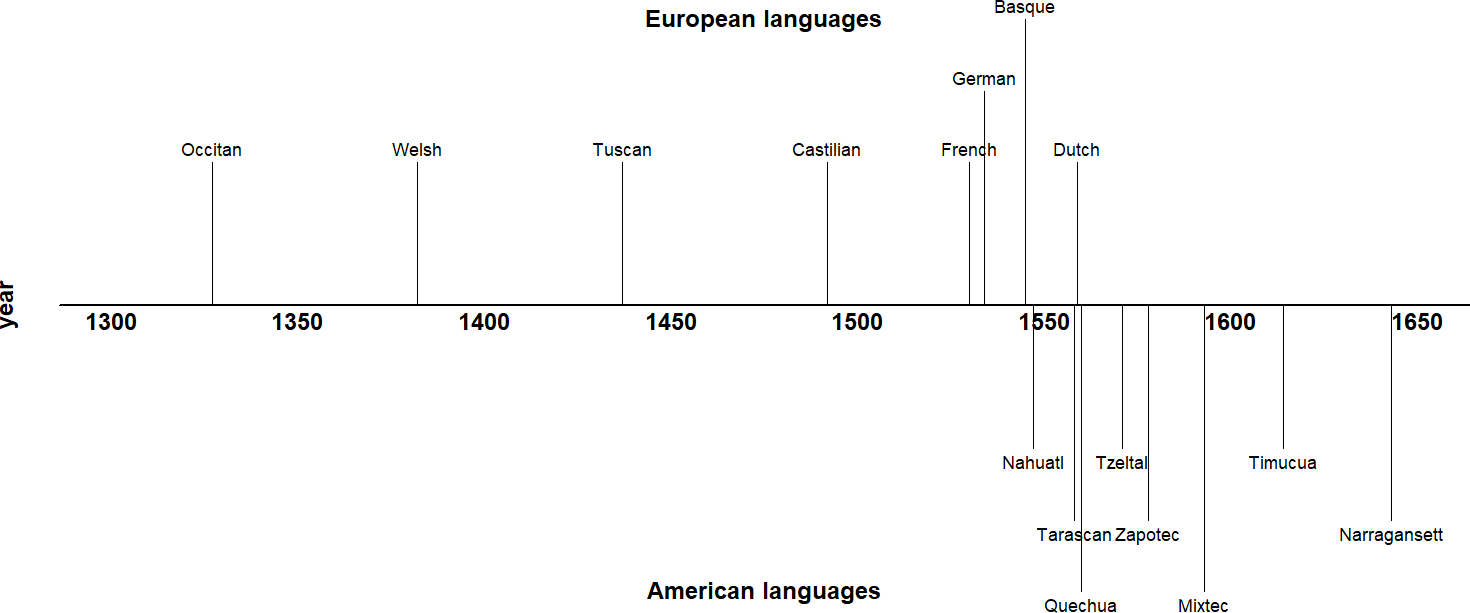 Basque
European languages
German
Occitan Welsh Tuscan Castilian French Dutch
year
1300 1350 1400 1450 1500 1550 1600 1650
Nahuatl Tzeltal Timucua
Tarascan Zapotec Narragansett
American languages
Quechua Mixtec